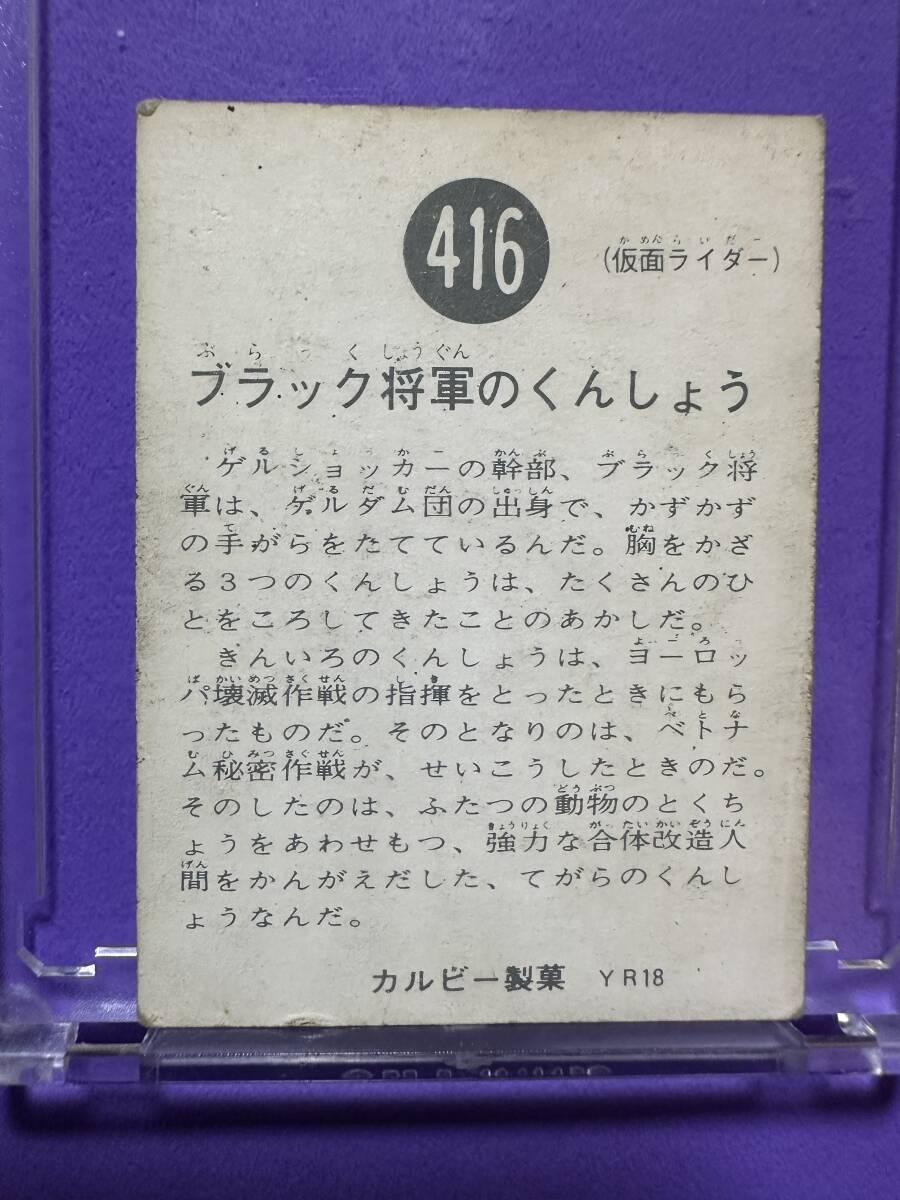 416
(仮面ライダー)
ブラック将軍のくんしょう
ゲルショッカーの幹部、ブラック将
軍は、ゲルダム団の出身で、かずかず
の手がらをたてているんだ。胸をかざ
る3つのくんしょうは、たくさんのひ
とをころしてきたことのあかしだ。
きんいろのくんしょうは、ヨーロッ
パ壊滅作戦の指揮をとったときにもら
ったものだ。そのとなりのは、ベトナ
ム秘密作戦が、せいこうしたときのだ。
そのしたのは、ふたつの動物のとくち
ょうをあわせもつ、強力な合体改造人
間をかんがえだした、てがらのくんし
ょうなんだ。
カルビー製菓 YR18